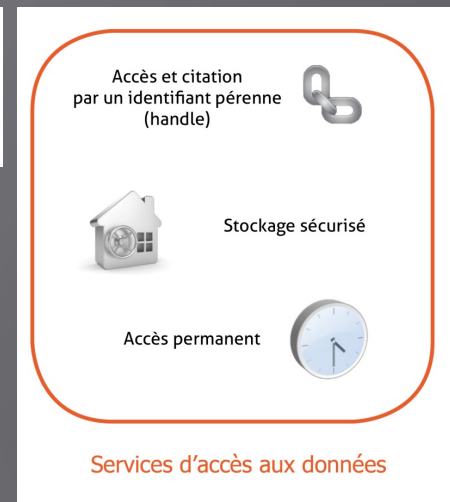 Accès et citation
par un identifiant pérenne
(handle)
Stockage sécurisé
Accès permanent
Services d'accès aux données